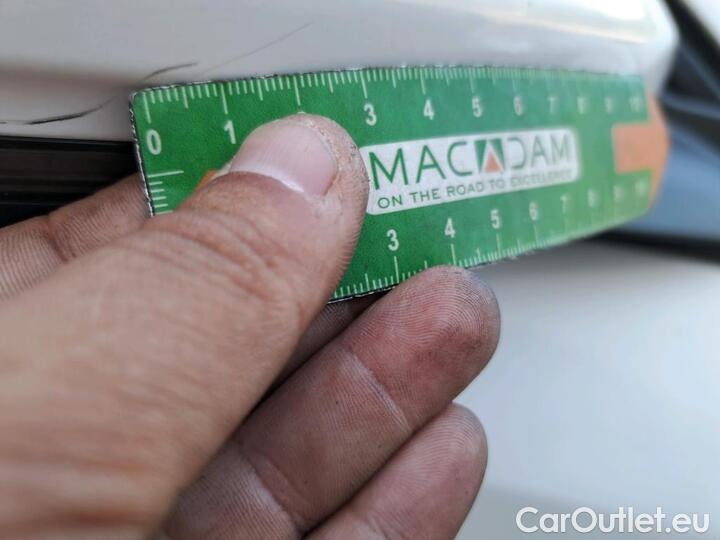 0 1 3 4 5 6 7 8 9 10
MACADAM
ON THE ROAD TO EXCELLENCE
3 4 5 6 7 8 9 10
CarOutlet.eu